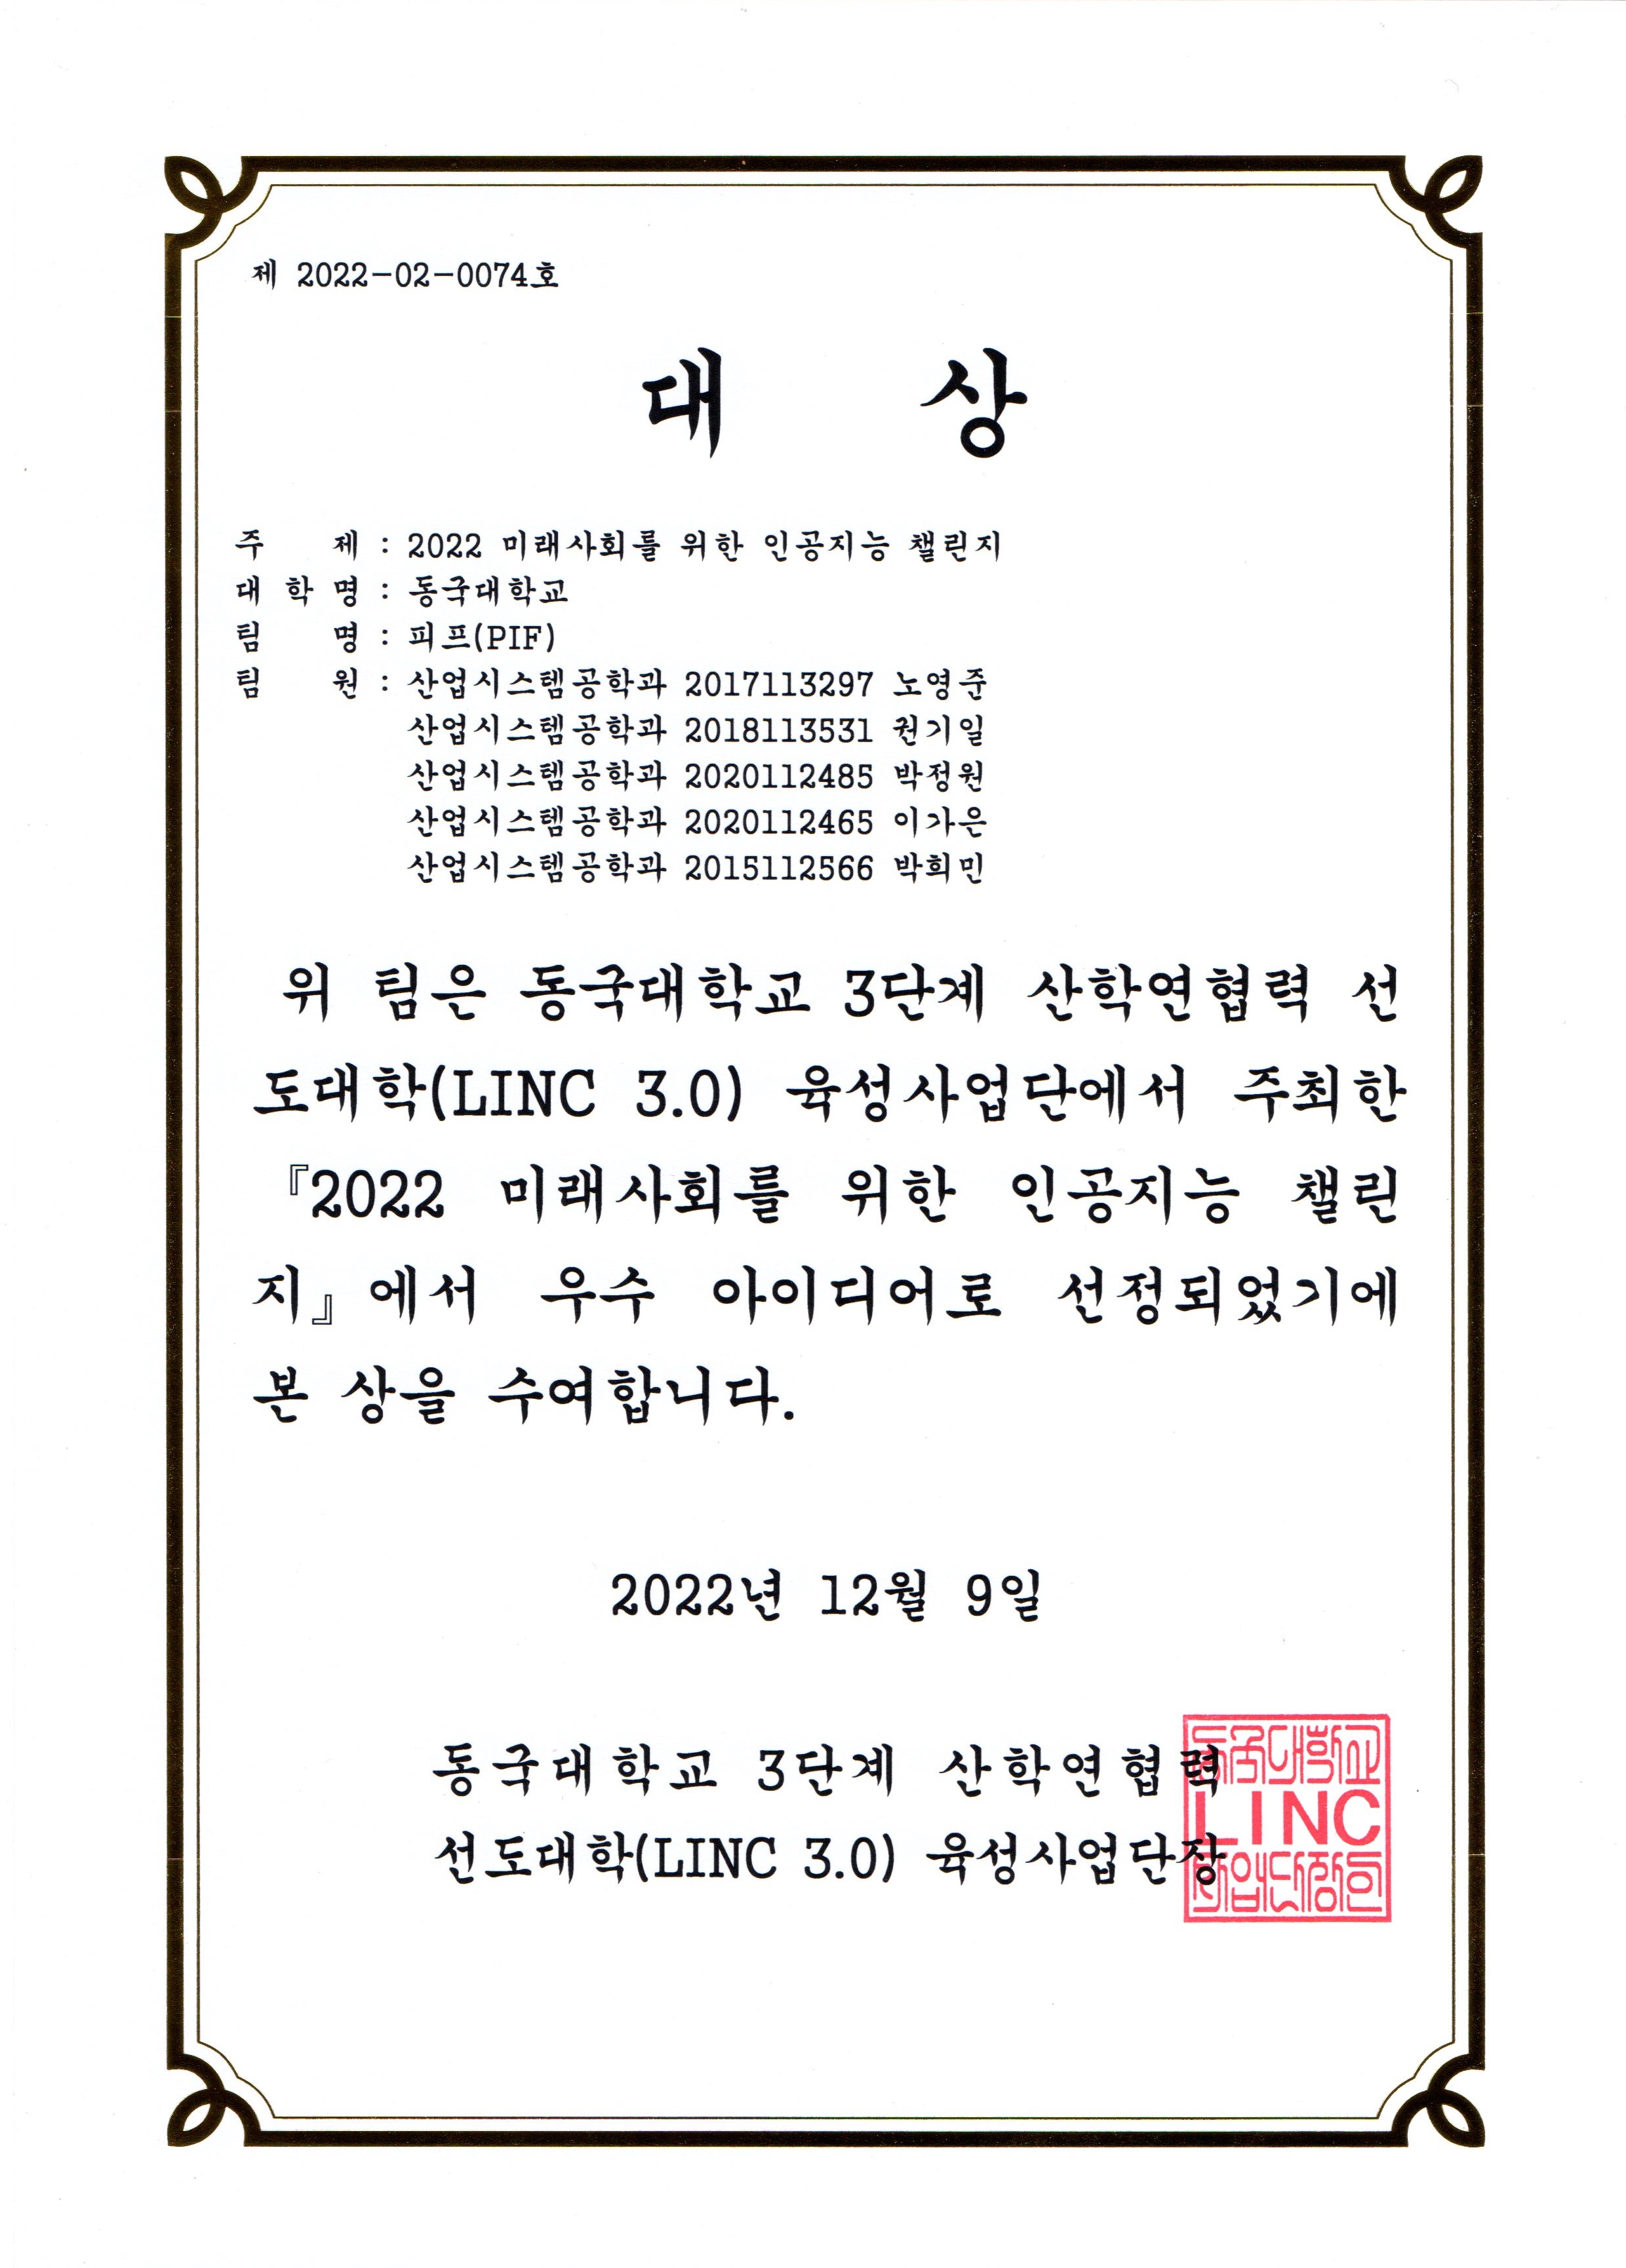 제 2022-02-0074호
대 상
주 제 : 2022 미래사회를 위한 인공지능 챌린지
대 학 명 : 동국대학교
팀 명 : 피프(PIF)
팀 원 : 산업시스템공학과 2017113297 노영준
산업시스템공학과 2018113531 권기일
산업시스템공학과 2020112485 박정원
산업시스템공학과 2020112465 이가은
산업시스템공학과 2015112566 박희민
위 팀은 동국대학교 3단계 산학연협력 선
도대학(LINC 3.0) 육성사업단에서 주최한
『2022 미래사회를 위한 인공지능 챌린
지』에서 우수 아이디어로 선정되었기에
본 상을 수여합니다.
2022년 12월 9일
동국대학교 3단계 산학연협력
선도대학(LINC 3.0) 육성사업단장
동국대학교
LINC
사업단장은